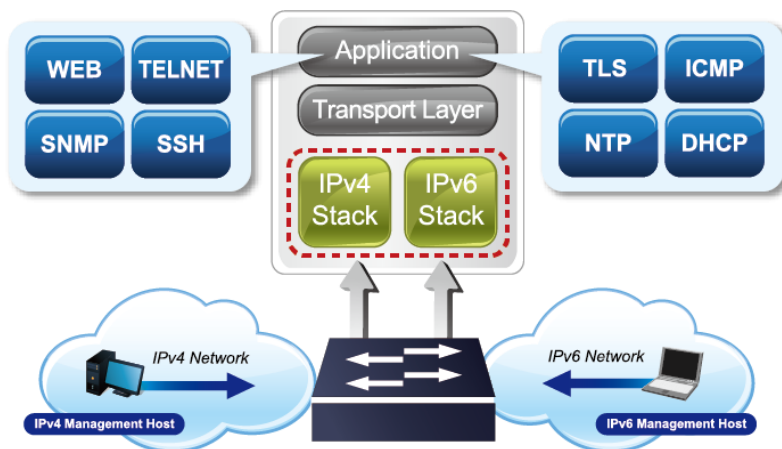 WEB
TELNET
SNMP
SSH
Application
Transport Layer
IPv4
Stack
IPv6
Stack
TLS
ICMP
NTP
DHCP
IPv4 Network
IPv4 Management Host
IPv6 Network
IPv6 Management Host